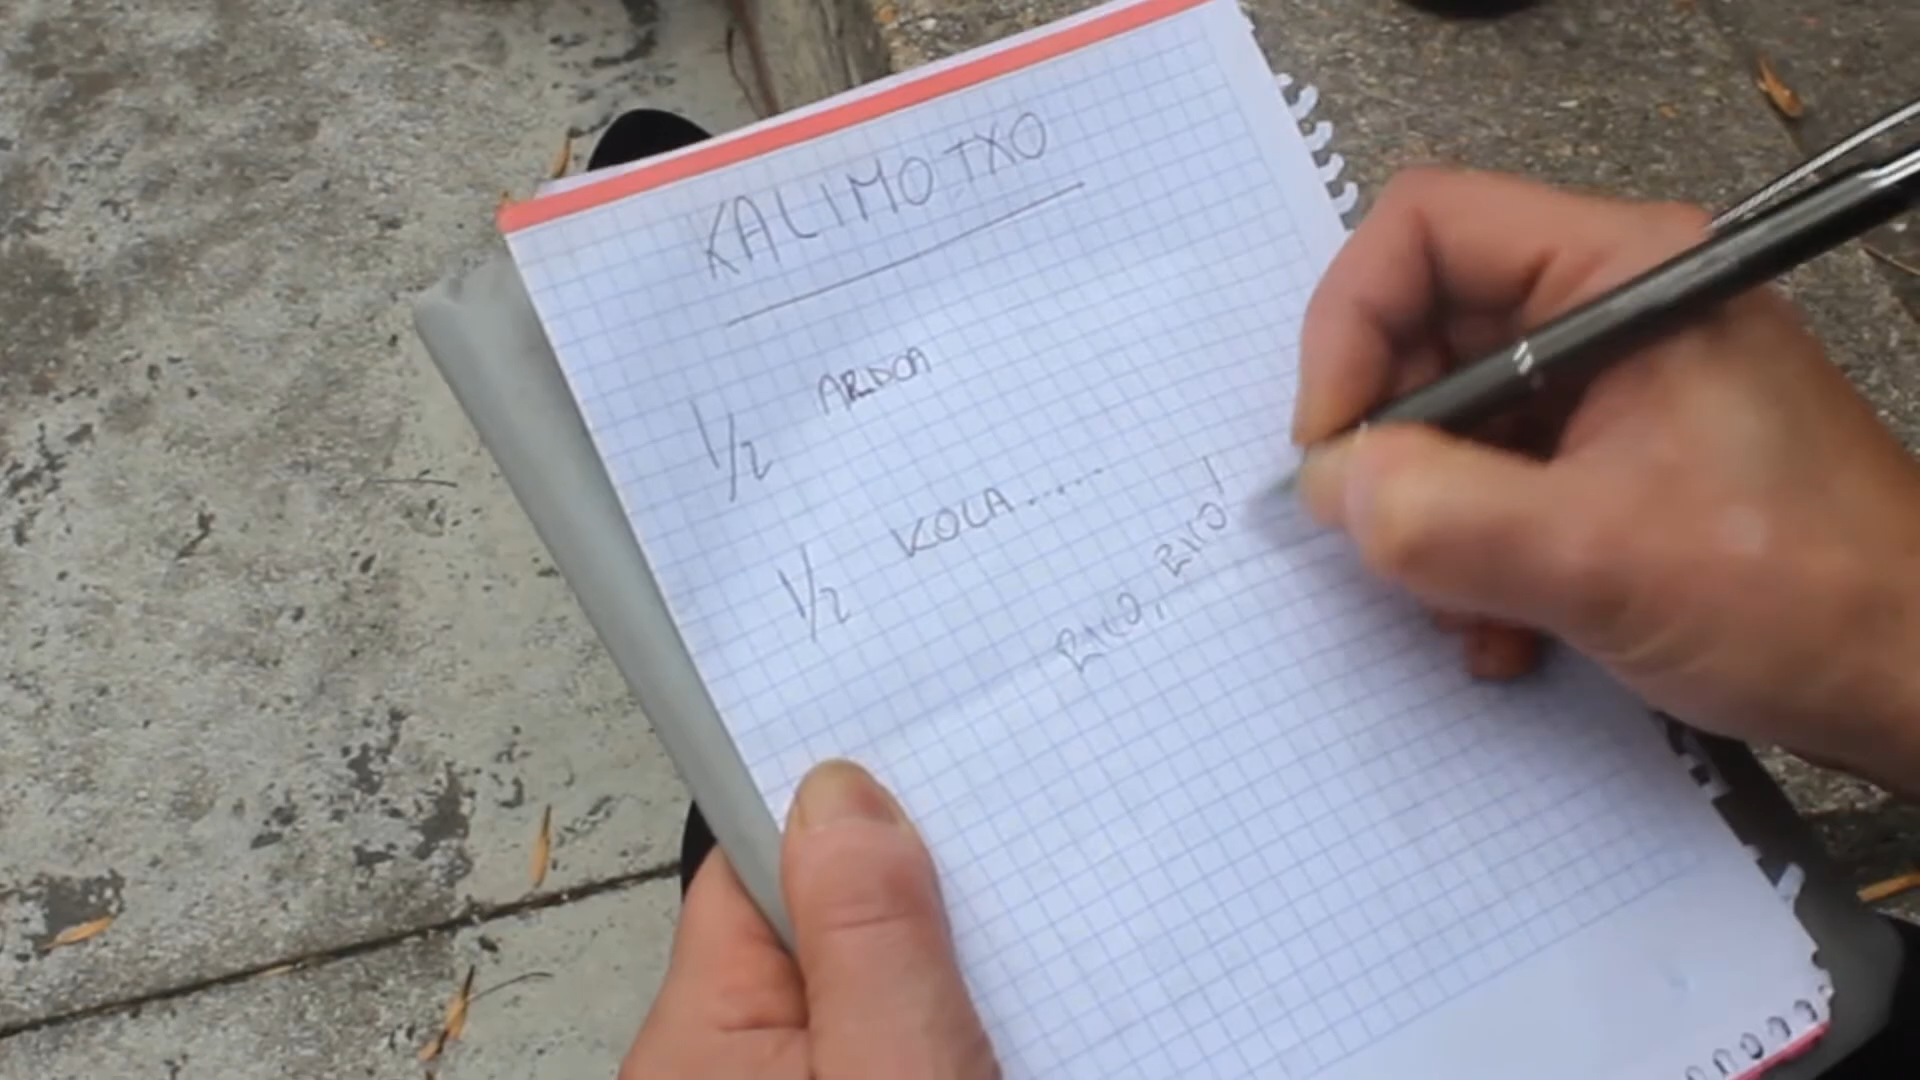 KALIMOTXO
1/2 ARDOA
1/2 KOLA.....
RICO, RICO!